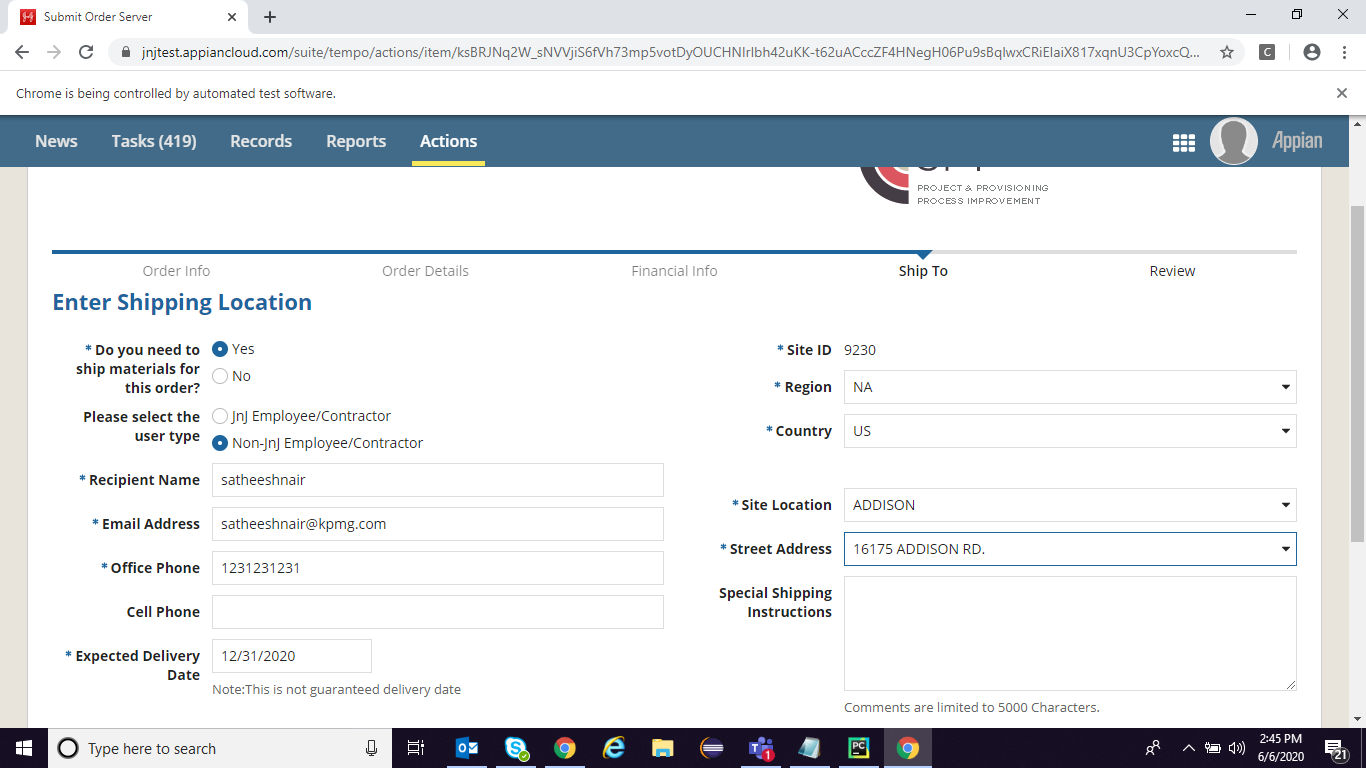 Submit Order Server
jnjtest.appiancloud.com/suite/tempo/actions/item/
Chrome is being controlled by automated test software.
News Tasks (419) Records Reports Actions Appian
PROJECT & PROVISIONING
PROCESS IMPROVEMENT
Order Info Order Details Financial Info Ship To Review
Enter Shipping Location
* Do you need to
ship materials for
this order?
Yes
No
Please select the
user type
JnJ Employee/Contractor
Non-JnJ Employee/Contractor
* Recipient Name satheeshnair
* Email Address satheeshnair@kpmg.com
* Office Phone 1231231231
Cell Phone
* Expected Delivery
Date
12/31/2020
Note:This is not guaranteed delivery date
* Site ID 9230
* Region NA
* Country US
* Site Location ADDISON
* Street Address 16175 ADDISON RD.
Special Shipping
Instructions
Comments are limited to 5000 Characters.
Type here to search
2:45 PM
6/6/2020
21